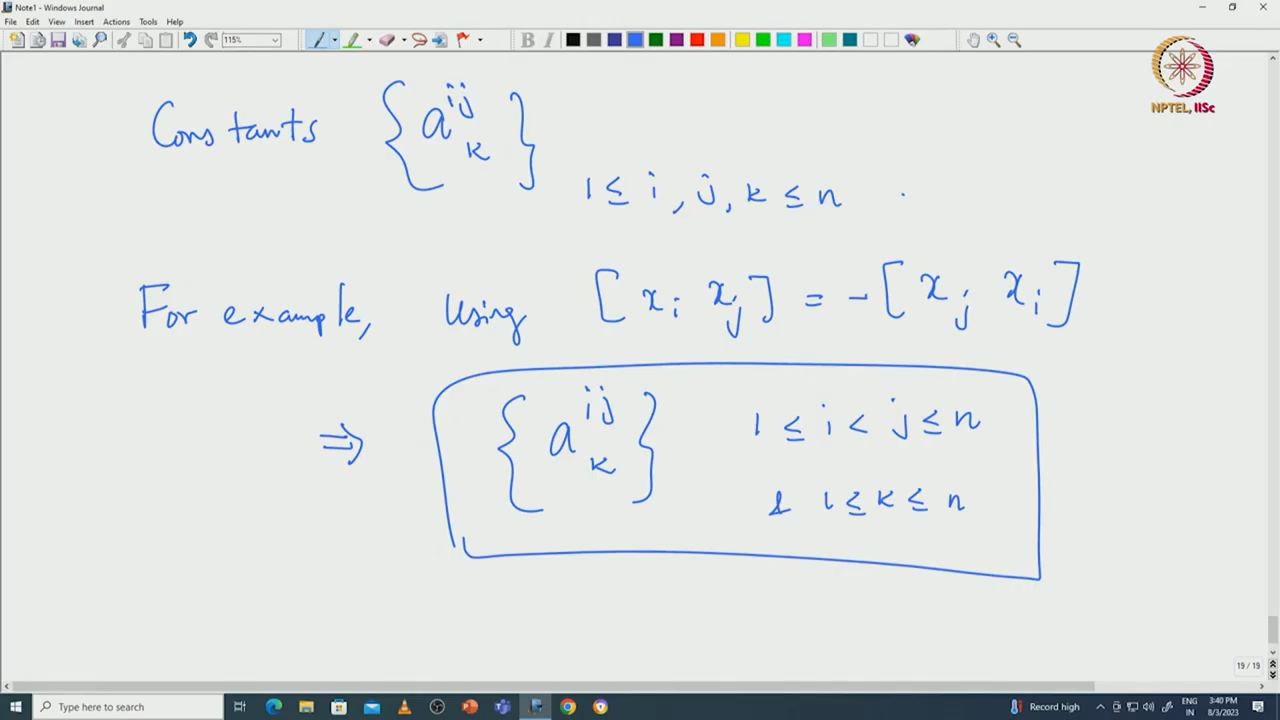 Note1 - Windows Journal
File Edit View Insert Actions Tools Help
115%
B I
NPTEL, IISc
Constants { a^{ij}_k } 1 ≤ i, j, k ≤ n
For example, Using [x_i x_j] = -[x_j x_i]
⇒ { a^{ij}_k } 1 ≤ i < j ≤ n
& 1 ≤ k ≤ n
19 / 19
Type here to search
Record high
ENG
IN
3:40 PM
8/3/2023